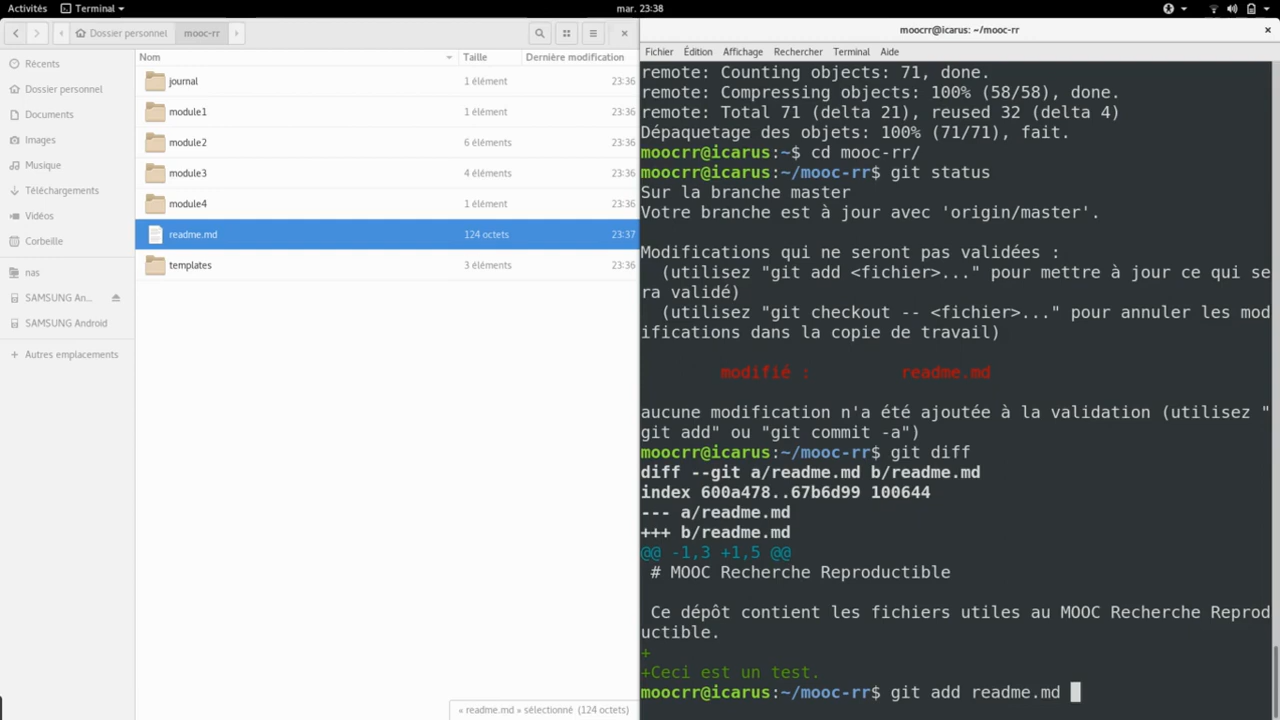 Activités Terminal mar. 23:38
Dossier personnel mooc-rr
Nom Taille Dernière modification
Récents
Dossier personnel
Documents
Images
Musique
Téléchargements
Vidéos
Corbeille
nas
SAMSUNG An...
SAMSUNG Android
+ Autres emplacements
journal 1 élément 23:36
module1 1 élément 23:36
module2 6 éléments 23:36
module3 4 éléments 23:36
module4 1 élément 23:36
readme.md 124 octets 23:37
templates 3 éléments 23:36
« readme.md » sélectionné (124 octets)
moocrr@icarus: ~/mooc-rr
Fichier Édition Affichage Rechercher Terminal Aide
remote: Counting objects: 71, done.
remote: Compressing objects: 100% (58/58), done.
remote: Total 71 (delta 21), reused 32 (delta 4)
Dépaquetage des objets: 100% (71/71), fait.
moocrr@icarus:~$ cd mooc-rr/
moocrr@icarus:~/mooc-rr$ git status
Sur la branche master
Votre branche est à jour avec 'origin/master'.
Modifications qui ne seront pas validées :
(utilisez "git add <fichier>..." pour mettre à jour ce qui se
ra validé)
(utilisez "git checkout -- <fichier>..." pour annuler les mod
ifications dans la copie de travail)
modifié : readme.md
aucune modification n'a été ajoutée à la validation (utilisez "
git add" ou "git commit -a")
moocrr@icarus:~/mooc-rr$ git diff
diff --git a/readme.md b/readme.md
index 600a478..67b6d99 100644
--- a/readme.md
+++ b/readme.md
@@ -1,3 +1,5 @@
# MOOC Recherche Reproductible
Ce dépôt contient les fichiers utiles au MOOC Recherche Reprod
uctible.
+
+Ceci est un test.
moocrr@icarus:~/mooc-rr$ git add readme.md